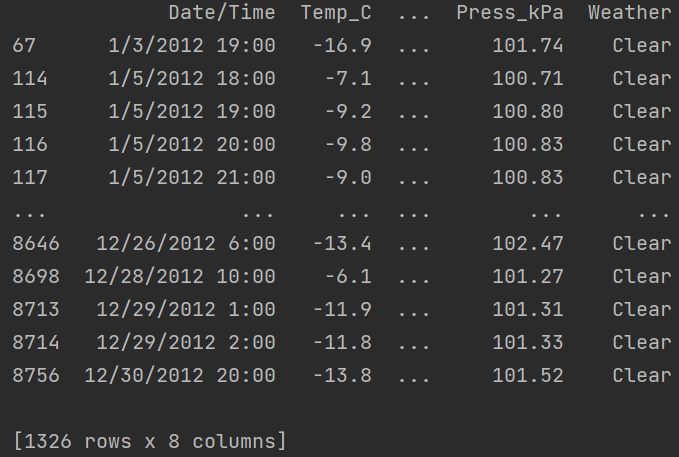 Date/Time Temp_C ... Press_kPa Weather
67 1/3/2012 19:00 -16.9 ... 101.74 Clear
114 1/5/2012 18:00 -7.1 ... 100.71 Clear
115 1/5/2012 19:00 -9.2 ... 100.80 Clear
116 1/5/2012 20:00 -9.8 ... 100.83 Clear
117 1/5/2012 21:00 -9.0 ... 100.83 Clear
... ... ... ... ... ...
8646 12/26/2012 6:00 -13.4 ... 102.47 Clear
8698 12/28/2012 10:00 -6.1 ... 101.27 Clear
8713 12/29/2012 1:00 -11.9 ... 101.31 Clear
8714 12/29/2012 2:00 -11.8 ... 101.33 Clear
8756 12/30/2012 20:00 -13.8 ... 101.52 Clear
[1326 rows x 8 columns]